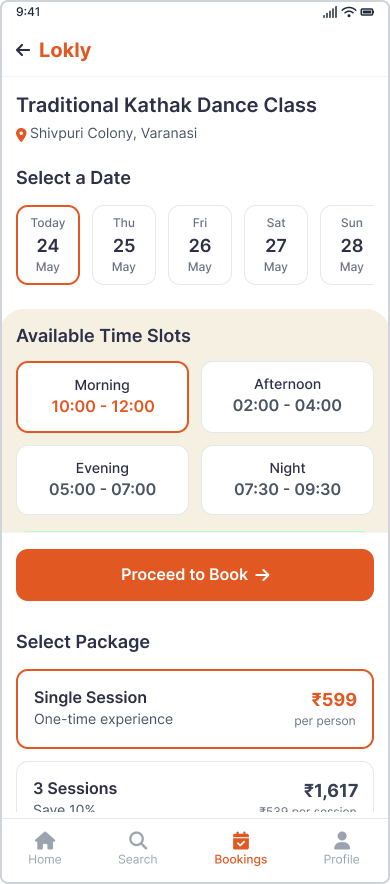 9:41
Lokly
Traditional Kathak Dance Class
Shivpuri Colony, Varanasi
Select a Date
Today
24
May
Thu
25
May
Fri
26
May
Sat
27
May
Sun
28
May
Available Time Slots
Morning
10:00 - 12:00
Afternoon
02:00 - 04:00
Evening
05:00 - 07:00
Night
07:30 - 09:30
Proceed to Book →
Select Package
Single Session
One-time experience
₹599
per person
3 Sessions
Save 10%
₹1,617
₹539 per session
Home
Search
Bookings
Profile